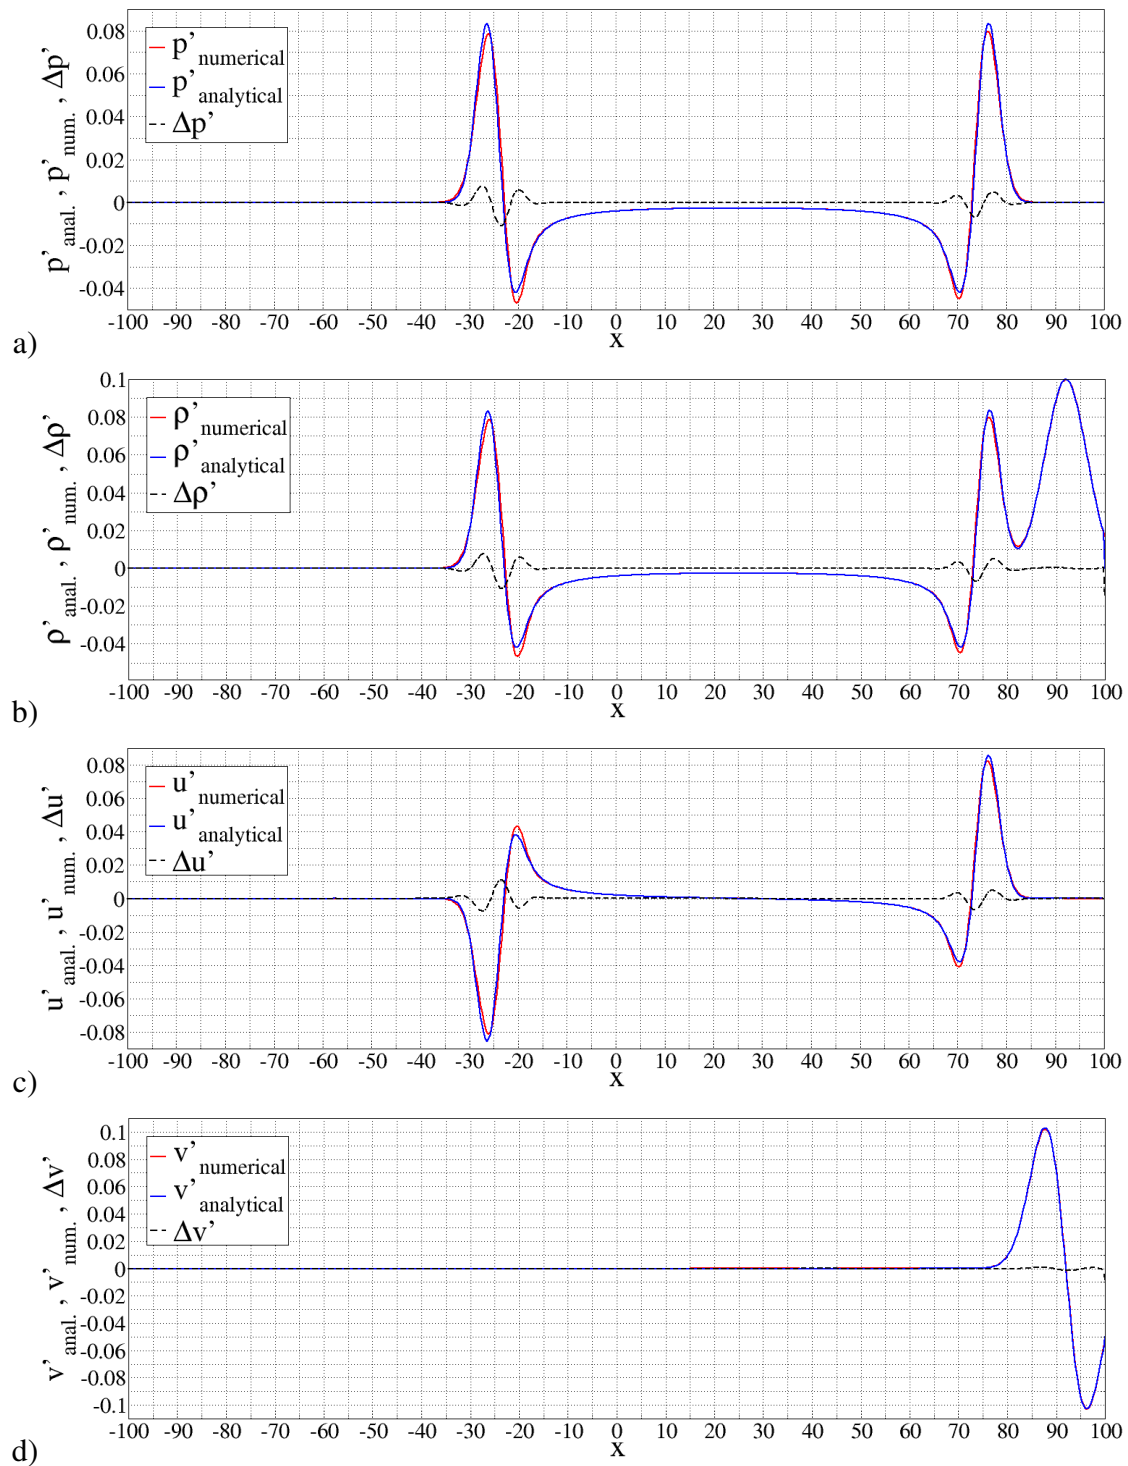 p'anal. , p'num. , Δp'
0.08
0.06
0.04
0.02
0
-0.02
-0.04
p'numerical
p'analytical
Δp'
-100 -90 -80 -70 -60 -50 -40 -30 -20 -10 0 10 20 30 40 50 60 70 80 90 100
x
a)
ρ'anal. , ρ'num. , Δρ'
0.1
0.08
0.06
0.04
0.02
0
-0.02
-0.04
ρ'numerical
ρ'analytical
Δρ'
-100 -90 -80 -70 -60 -50 -40 -30 -20 -10 0 10 20 30 40 50 60 70 80 90 100
x
b)
u'anal. , u'num. , Δu'
0.08
0.06
0.04
0.02
0
-0.02
-0.04
-0.06
-0.08
u'numerical
u'analytical
Δu'
-100 -90 -80 -70 -60 -50 -40 -30 -20 -10 0 10 20 30 40 50 60 70 80 90 100
x
c)
v'anal. , v'num. , Δv'
0.1
0.08
0.06
0.04
0.02
0
-0.02
-0.04
-0.06
-0.08
-0.1
v'numerical
v'analytical
Δv'
-100 -90 -80 -70 -60 -50 -40 -30 -20 -10 0 10 20 30 40 50 60 70 80 90 100
x
d)